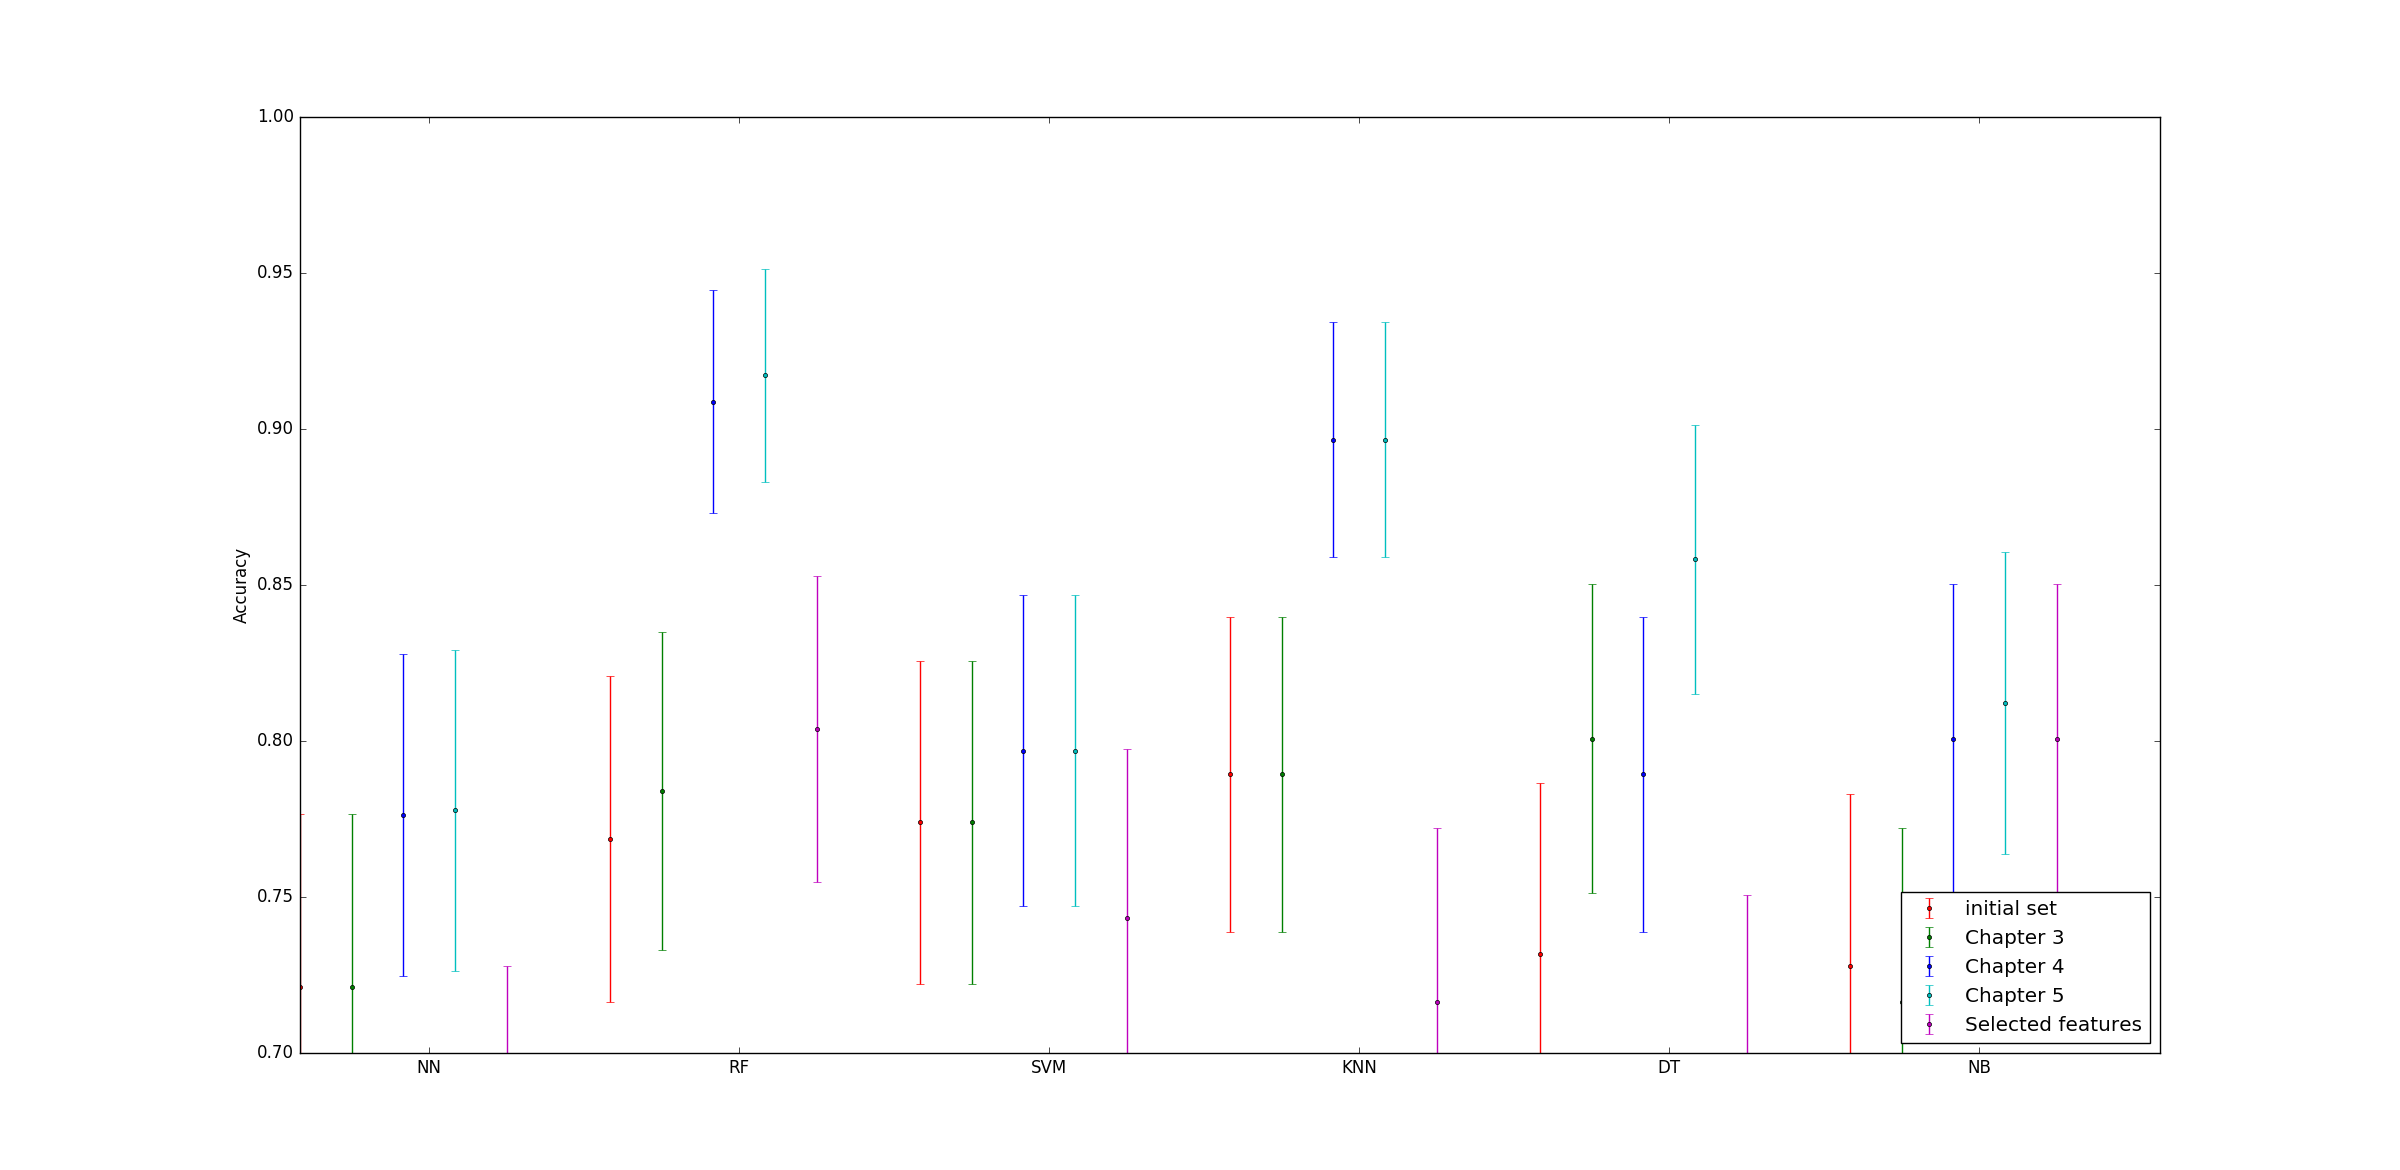 1.00
0.95
0.90
0.85
0.80
0.75
0.70
Accuracy
NN RF SVM KNN DT NB
initial set
Chapter 3
Chapter 4
Chapter 5
Selected features